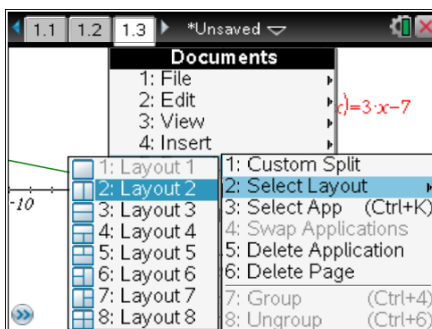 1.1 1.2 1.3 *Unsaved
Documents
1: File
2: Edit
3: View
4: Insert
)=3·x−7
-10
1: Layout 1
2: Layout 2
3: Layout 3
4: Layout 4
5: Layout 5
6: Layout 6
7: Layout 7
8: Layout 8
1: Custom Split
2: Select Layout
3: Select App (Ctrl+K)
4: Swap Applications
5: Delete Application
6: Delete Page
7: Group (Ctrl+4)
8: Ungroup (Ctrl+6)